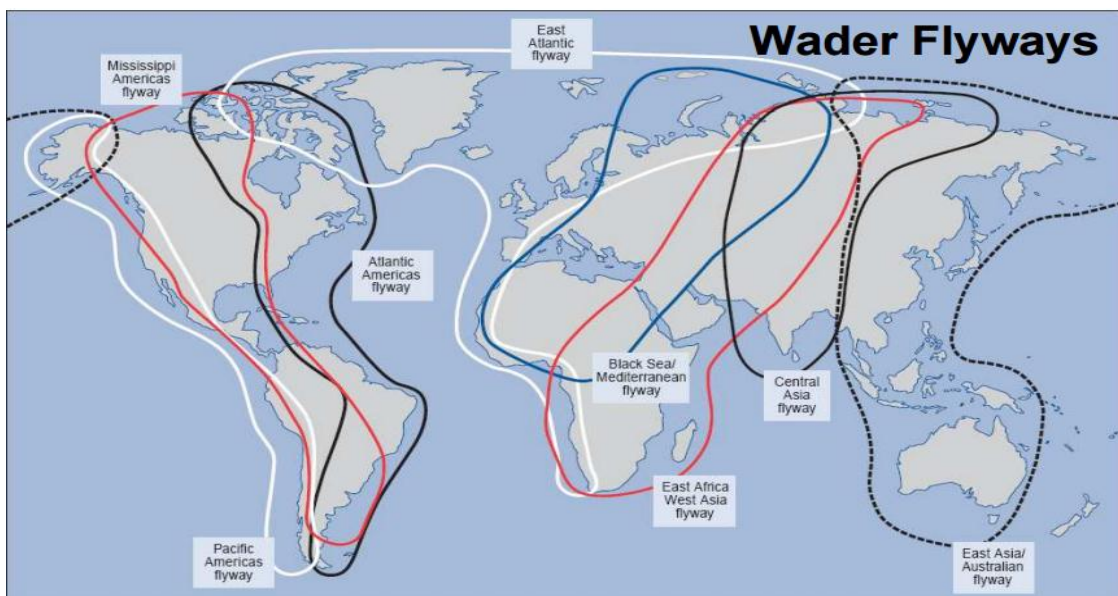 Wader Flyways
East
Atlantic
flyway
Mississippi
Americas
flyway
Atlantic
Americas
flyway
Black Sea/
Mediterranean
flyway
Central
Asia
flyway
East Africa
West Asia
flyway
Pacific
Americas
flyway
East Asia/
Australian
flyway